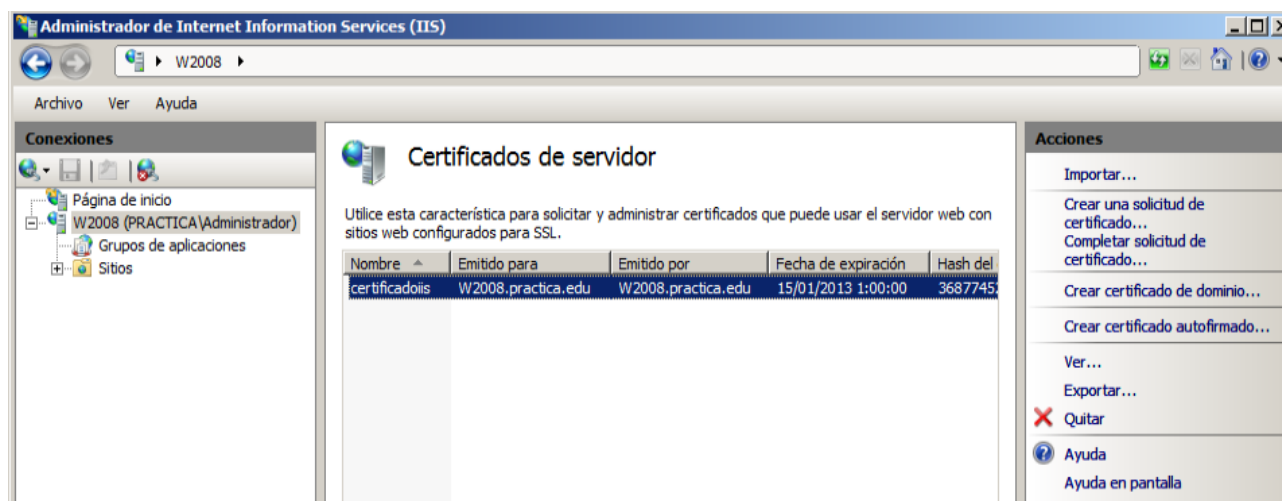 Administrador de Internet Information Services (IIS)
W2008
Archivo Ver Ayuda
Conexiones
Página de inicio
W2008 (PRACTICA\Administrador)
Grupos de aplicaciones
Sitios
Certificados de servidor
Utilice esta característica para solicitar y administrar certificados que puede usar el servidor web con
sitios web configurados para SSL.
Nombre Emitido para Emitido por Fecha de expiración Hash del
certificadoiis W2008.practica.edu W2008.practica.edu 15/01/2013 1:00:00 3687745
Acciones
Importar...
Crear una solicitud de
certificado...
Completar solicitud de
certificado...
Crear certificado de dominio...
Crear certificado autofirmado...
Ver...
Exportar...
Quitar
Ayuda
Ayuda en pantalla